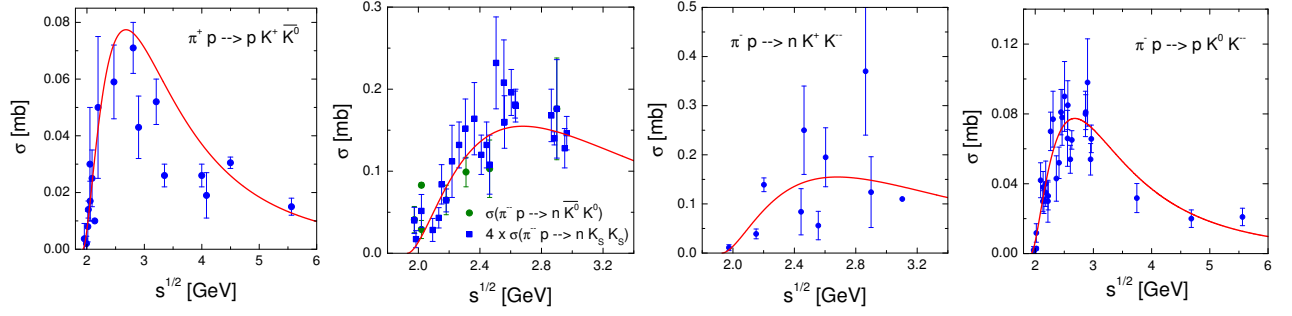 π⁺ p --> p K⁺ K̅⁰
σ [mb]
0.08
0.06
0.04
0.02
0.00
2 3 4 5 6
s^1/2 [GeV]
σ [mb]
0.3
0.2
0.1
0.0
σ(π⁻ p --> n K̅⁰ K⁰)
4 x σ(π⁻ p --> n K_S K_S)
2.0 2.4 2.8 3.2
s^1/2 [GeV]
π⁻ p --> n K⁺ K⁻
σ [mb]
0.5
0.4
0.3
0.2
0.1
0.0
2.0 2.4 2.8 3.2
s^1/2 [GeV]
π⁻ p --> p K⁰ K⁻
σ [mb]
0.16
0.12
0.08
0.04
0.00
2 3 4 5 6
s^1/2 [GeV]